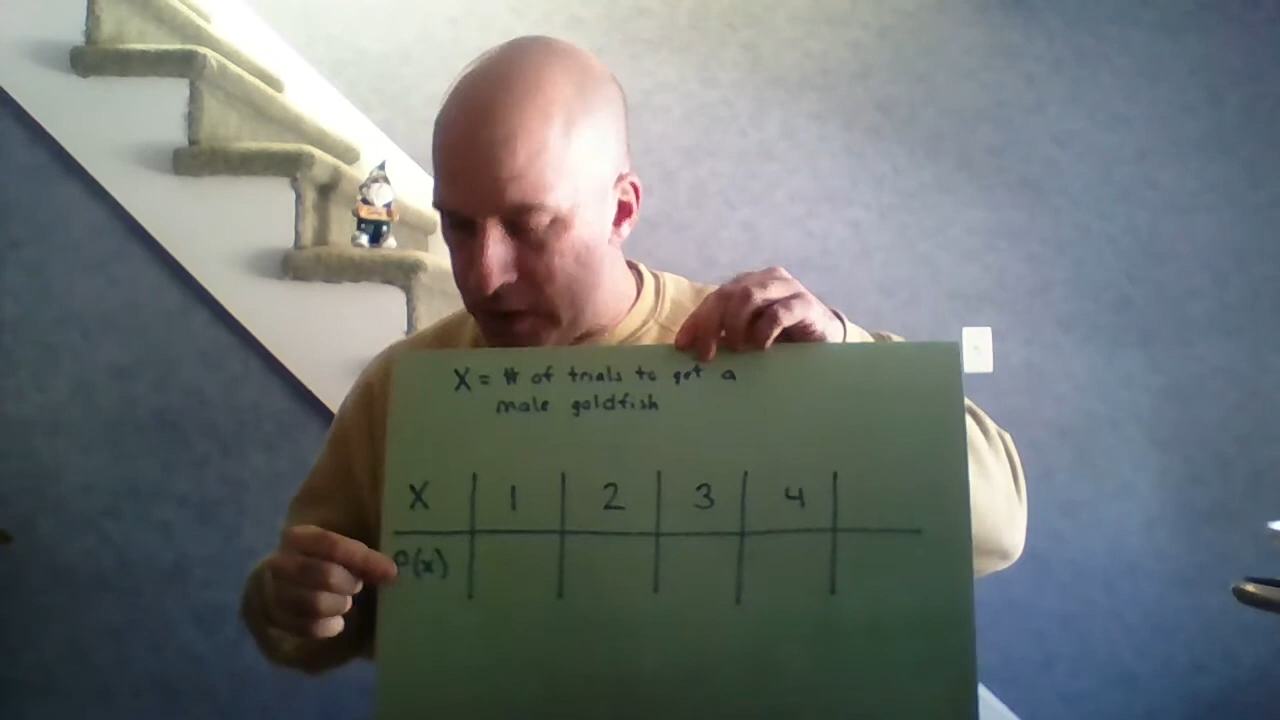 X = # of trials to get a
male goldfish
X 1 2 3 4
P(x)